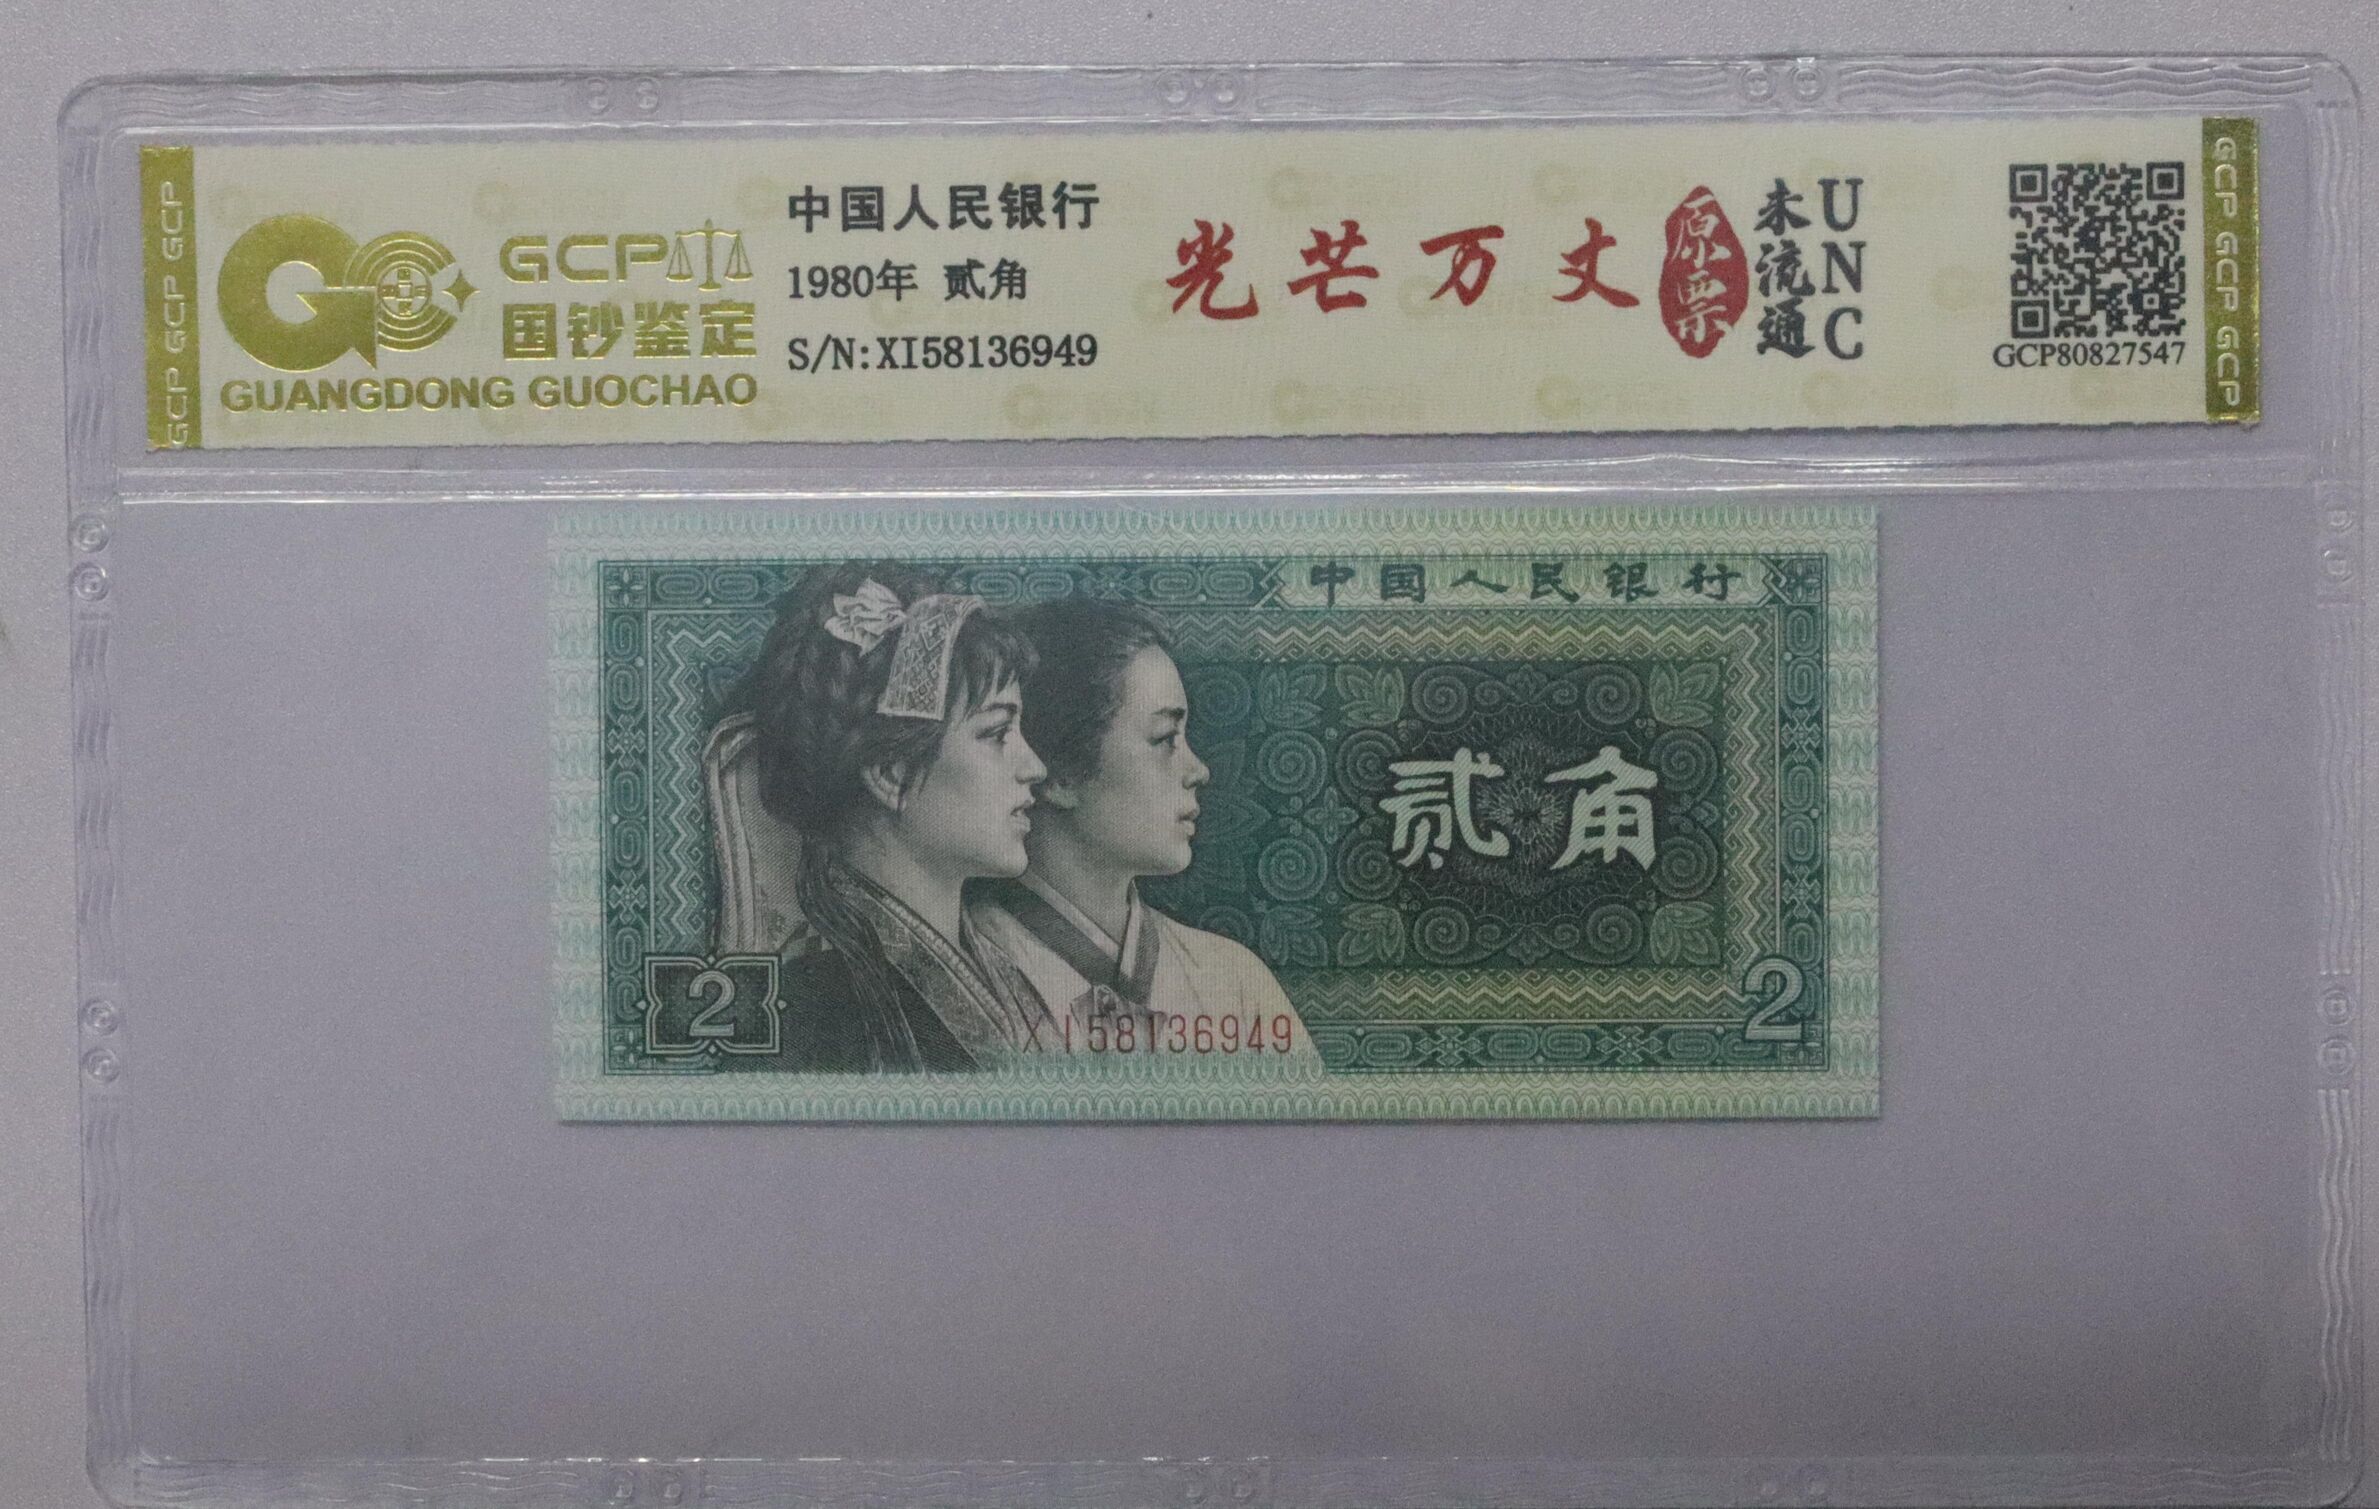 GCP GCP GCP
GCP
国钞鉴定
GUANGDONG GUOCHAO
中国人民银行
1980年 贰角
S/N:XI58136949
光芒万丈
原票
未流通
UNC
GCP80827547
GCP GCP GCP
中国人民银行
贰角
2
XI58136949
2